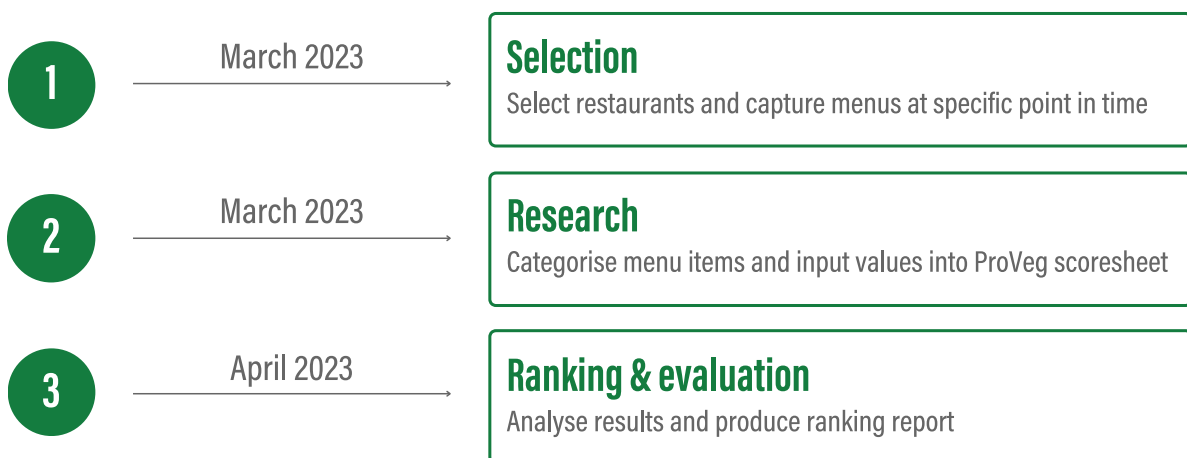 1
March 2023
Selection
Select restaurants and capture menus at specific point in time
2
March 2023
Research
Categorise menu items and input values into ProVeg scoresheet
3
April 2023
Ranking & evaluation
Analyse results and produce ranking report